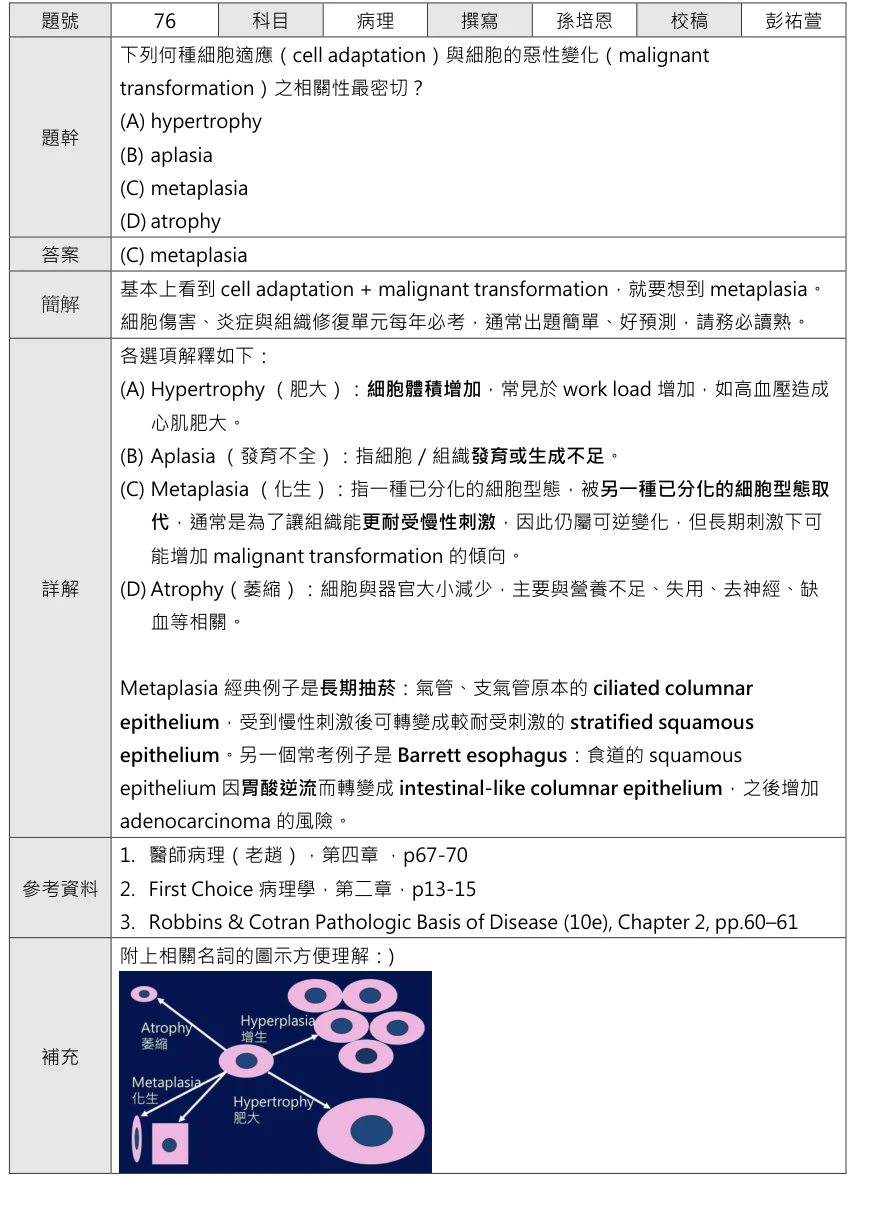 題號 76 科目 病理 撰寫 孫培恩 校稿 彭祐萱
題幹
下列何種細胞適應（cell adaptation）與細胞的惡性變化（malignant
transformation）之相關性最密切？
(A) hypertrophy
(B) aplasia
(C) metaplasia
(D) atrophy
答案
(C) metaplasia
簡解
基本上看到 cell adaptation + malignant transformation，就要想到 metaplasia。
細胞傷害、炎症與組織修復單元每年必考，通常出題簡單、好預測，請務必讀熟。
詳解
各選項解釋如下：
(A) Hypertrophy （肥大）：細胞體積增加，常見於 work load 增加，如高血壓造成
心肌肥大。
(B) Aplasia （發育不全）：指細胞／組織發育或生成不足。
(C) Metaplasia （化生）：指一種已分化的細胞型態，被另一種已分化的細胞型態取
代，通常是為了讓組織能更耐受慢性刺激，因此仍屬可逆變化，但長期刺激下可
能增加 malignant transformation 的傾向。
(D) Atrophy（萎縮）：細胞與器官大小減少，主要與營養不足、失用、去神經、缺
血等相關。
Metaplasia 經典例子是長期抽菸：氣管、支氣管原本的 ciliated columnar
epithelium，受到慢性刺激後可轉變成較耐受刺激的 stratified squamous
epithelium。另一個常考例子是 Barrett esophagus：食道的 squamous
epithelium 因胃酸逆流而轉變成 intestinal-like columnar epithelium，之後增加
adenocarcinoma 的風險。
參考資料
1. 醫師病理（老趙），第四章 ，p67-70
2. First Choice 病理學，第二章，p13-15
3. Robbins & Cotran Pathologic Basis of Disease (10e), Chapter 2, pp.60–61
補充
附上相關名詞的圖示方便理解：)
Atrophy
萎縮
Hyperplasia
增生
Metaplasia
化生
Hypertrophy
肥大